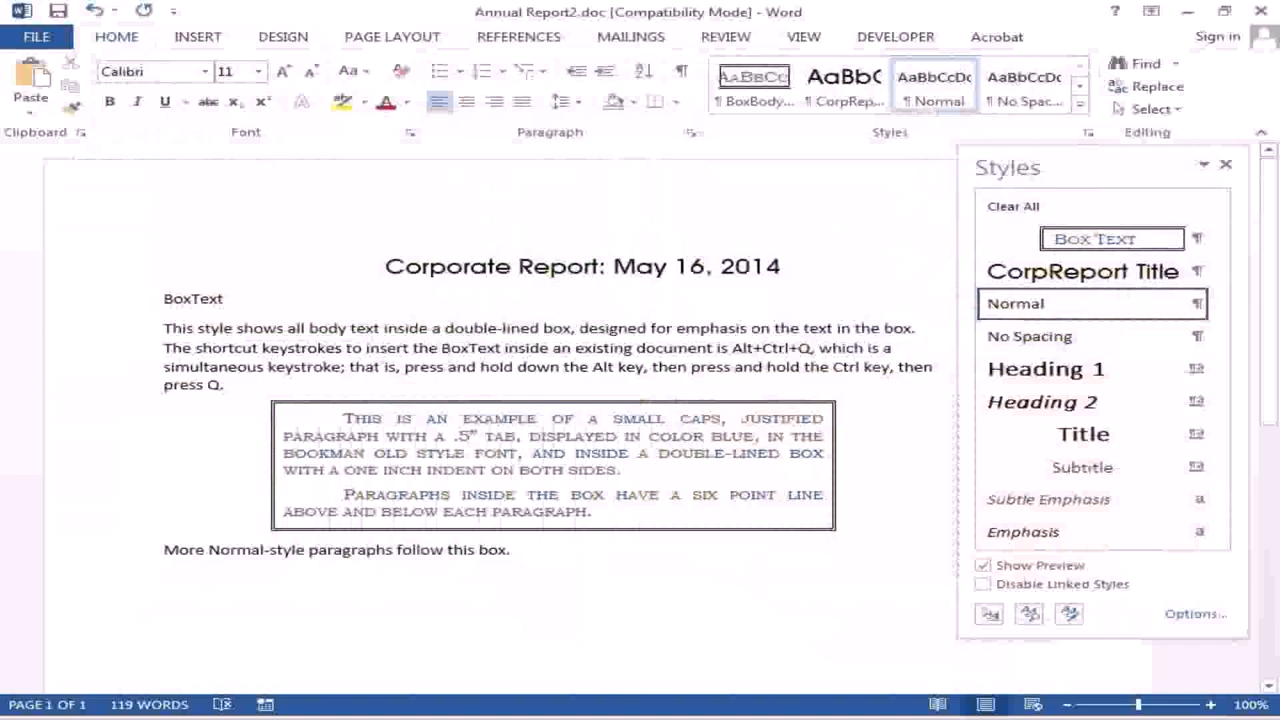 Annual Report2.doc [Compatibility Mode] - Word
FILE HOME INSERT DESIGN PAGE LAYOUT REFERENCES MAILINGS REVIEW VIEW DEVELOPER Acrobat Sign in
Paste
Calibri 11
AaBbCc AaBbC AaBbCcDc AaBbCcDc
¶ BoxBody... ¶ CorpRep... ¶ Normal ¶ No Spac...
Find
Replace
Select
Clipboard Font Paragraph Styles Editing
Corporate Report: May 16, 2014
BoxText
This style shows all body text inside a double-lined box, designed for emphasis on the text in the box.
The shortcut keystrokes to insert the BoxText inside an existing document is Alt+Ctrl+Q, which is a
simultaneous keystroke; that is, press and hold down the Alt key, then press and hold the Ctrl key, then
press Q.
THIS IS AN EXAMPLE OF A SMALL CAPS, JUSTIFIED
PARAGRAPH WITH A .5” TAB, DISPLAYED IN COLOR BLUE, IN THE
BOOKMAN OLD STYLE FONT, AND INSIDE A DOUBLE-LINED BOX
WITH A ONE INCH INDENT ON BOTH SIDES.
PARAGRAPHS INSIDE THE BOX HAVE A SIX POINT LINE
ABOVE AND BELOW EACH PARAGRAPH.
More Normal-style paragraphs follow this box.
Styles
Clear All
BOX TEXT ¶
CorpReport Title ¶
Normal ¶
No Spacing ¶
Heading 1 ¶a
Heading 2 ¶a
Title ¶a
Subtitle ¶a
Subtle Emphasis a
Emphasis a
Show Preview
Disable Linked Styles
Options...
PAGE 1 OF 1 119 WORDS 100%